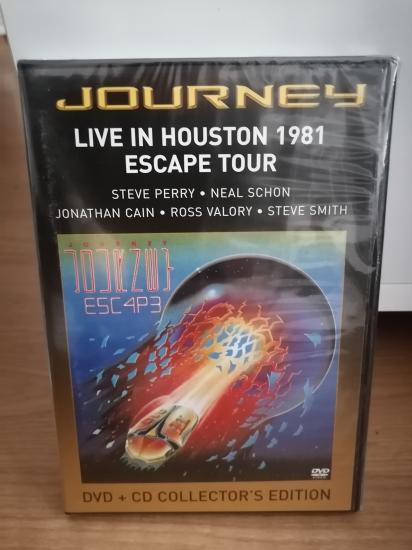 JOURNEY
LIVE IN HOUSTON 1981
ESCAPE TOUR
STEVE PERRY • NEAL SCHON
JONATHAN CAIN • ROSS VALORY • STEVE SMITH
JOURNEY
E5C4P3
DVD
DVD + CD COLLECTOR'S EDITION